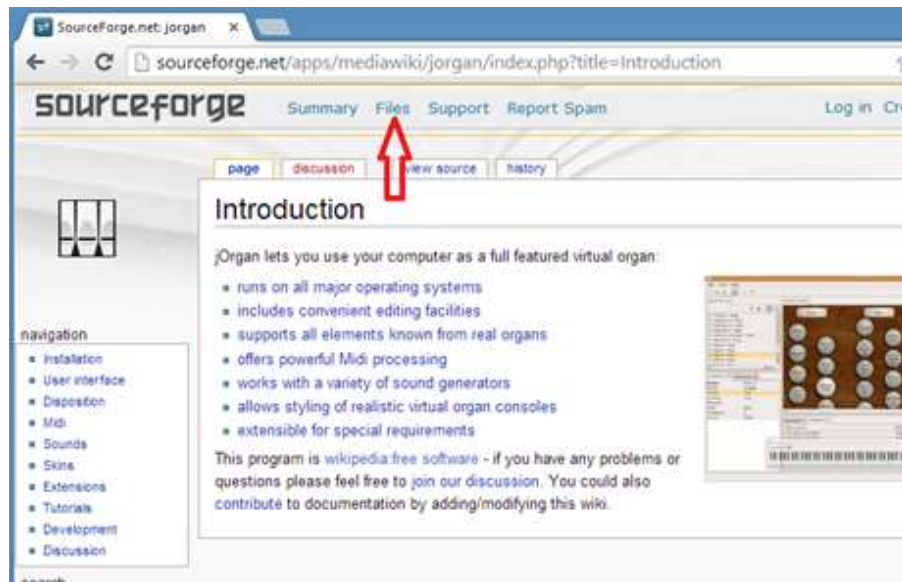 SourceForge.net: jorgan
sourceforge.net/apps/mediawiki/jorgan/index.php?title=Introduction
sourceforge Summary Files Support Report Spam Log in
page discussion view source history
Introduction
jOrgan lets you use your computer as a full featured virtual organ:
runs on all major operating systems
includes convenient editing facilities
supports all elements known from real organs
offers powerful Midi processing
works with a variety of sound generators
allows styling of realistic virtual organ consoles
extensible for special requirements
This program is wikipedia:free software - if you have any problems or
questions please feel free to join our discussion. You could also
contribute to documentation by adding/modifying this wiki.
navigation
Installation
User interface
Disposition
Midi
Sounds
Skins
Extensions
Tutorials
Development
Discussion